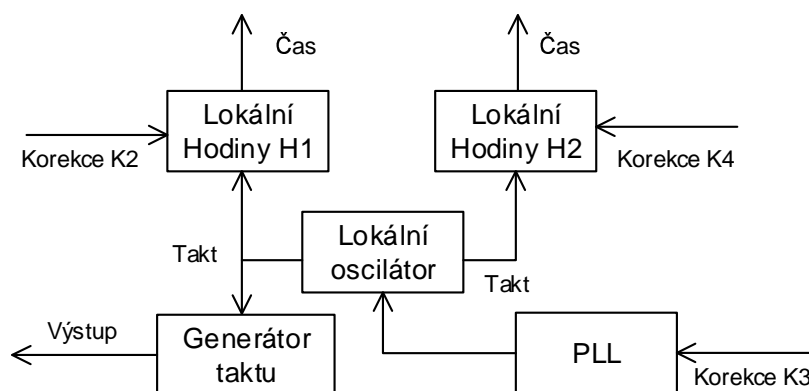 Čas
Čas
Lokální
Hodiny H1
Lokální
Hodiny H2
Korekce K2
Korekce K4
Lokální
oscilátor
Takt
Takt
Výstup
Generátor
taktu
PLL
Korekce K3